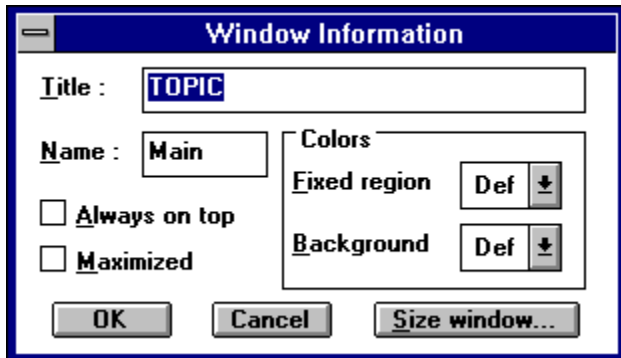 Window Information
Title : TOPIC
Name : Main
Colors
Fixed region Def
Always on top
Background Def
Maximized
OK Cancel Size window...